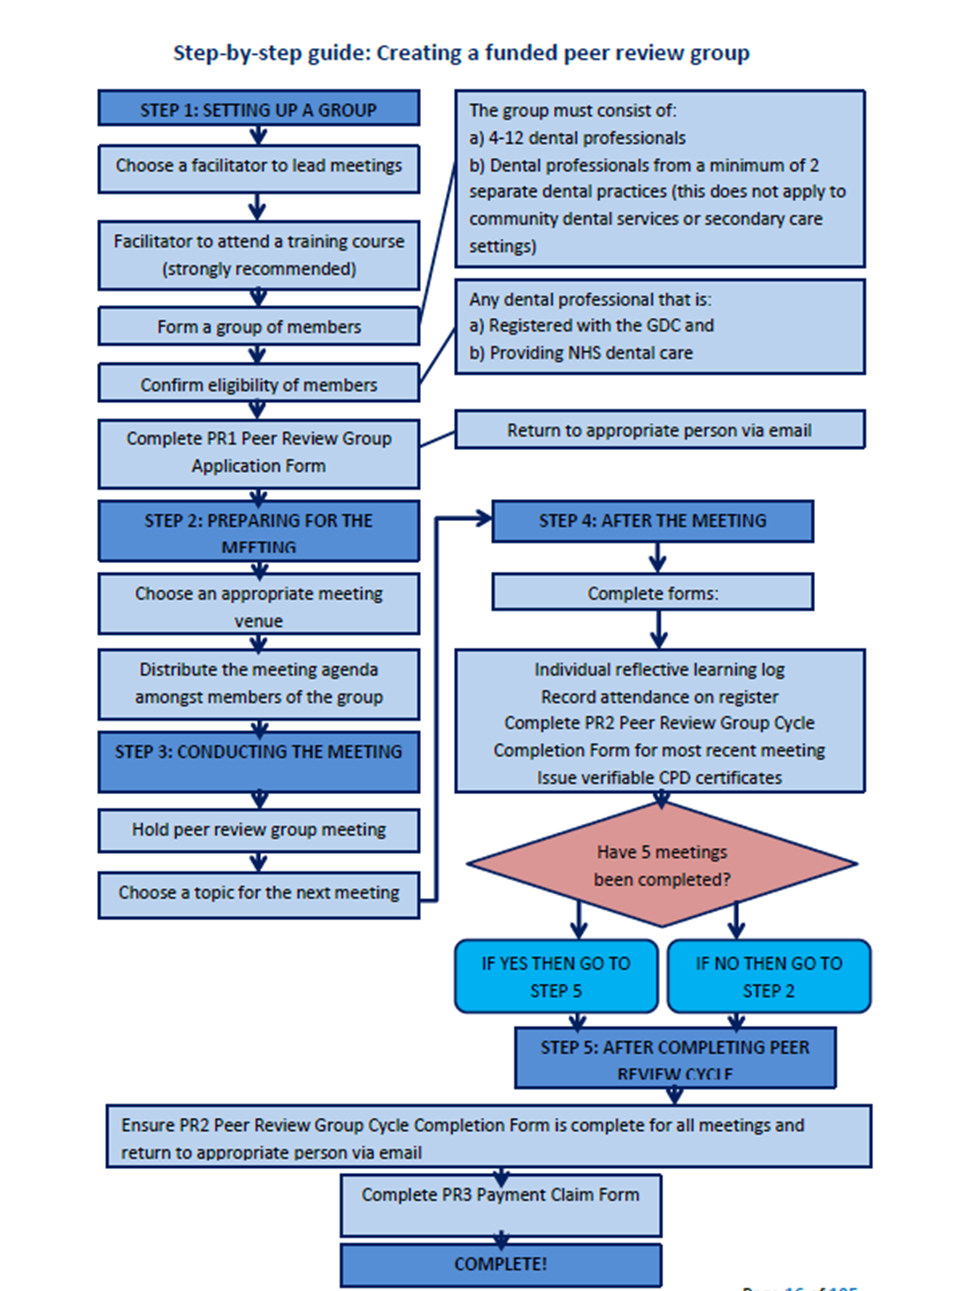 Step-by-step guide: Creating a funded peer review group
STEP 1: SETTING UP A GROUP
Choose a facilitator to lead meetings
Facilitator to attend a training course
(strongly recommended)
Form a group of members
Confirm eligibility of members
Complete PR1 Peer Review Group
Application Form
The group must consist of:
a) 4-12 dental professionals
b) Dental professionals from a minimum of 2
separate dental practices (this does not apply to
community dental services or secondary care
settings)
Any dental professional that is:
a) Registered with the GDC and
b) Providing NHS dental care
Return to appropriate person via email
STEP 2: PREPARING FOR THE
MEETING
Choose an appropriate meeting
venue
Distribute the meeting agenda
amongst members of the group
STEP 3: CONDUCTING THE MEETING
Hold peer review group meeting
Choose a topic for the next meeting
STEP 4: AFTER THE MEETING
Complete forms:
Individual reflective learning log
Record attendance on register
Complete PR2 Peer Review Group Cycle
Completion Form for most recent meeting
Issue verifiable CPD certificates
Have 5 meetings
been completed?
IF YES THEN GO TO
STEP 5
IF NO THEN GO TO
STEP 2
STEP 5: AFTER COMPLETING PEER
REVIEW CYCLE
Ensure PR2 Peer Review Group Cycle Completion Form is complete for all meetings and
return to appropriate person via email
Complete PR3 Payment Claim Form
COMPLETE!